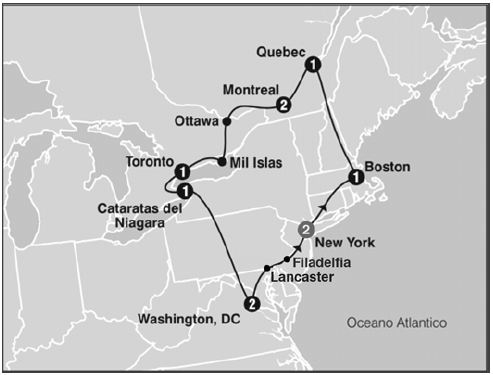 Quebec
1
Montreal
2
Ottawa
Toronto
1
Mil Islas
Boston
1
Cataratas del
Niagara
1
2
New York
Filadelfia
Lancaster
2
Washington, DC
Oceano Atlantico